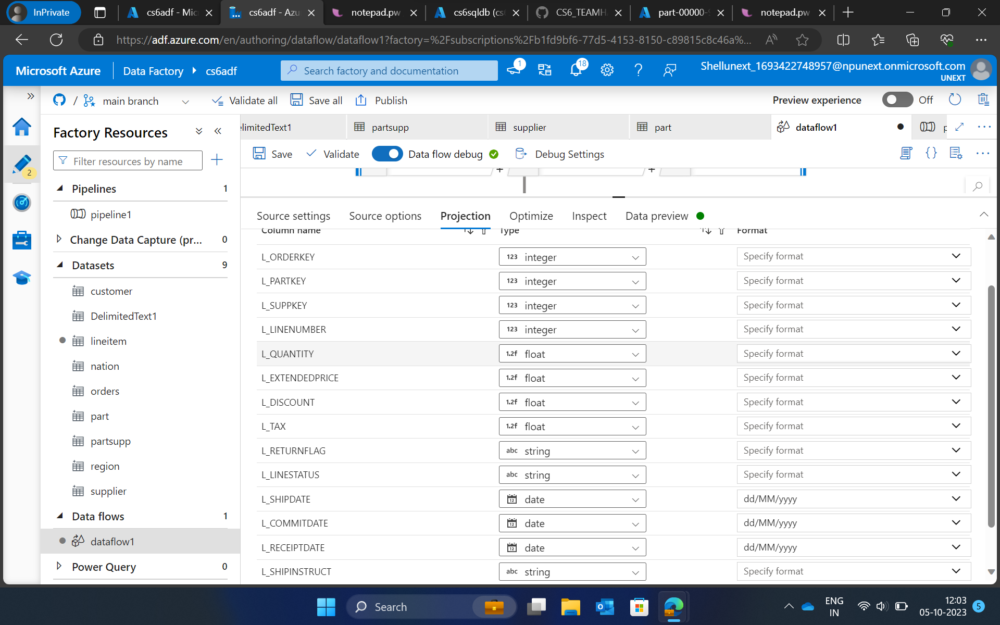 InPrivate
cs6adf - Mic
cs6adf - Azu
notepad.pw
cs6sqldb (cs
CS6_TEAMH
part-00000-
notepad.pw
https://adf.azure.com/en/authoring/dataflow/dataflow1?factory=%2Fsubscriptions%2Fb1fd9bf6-77d5-4153-8150-c89815c8c46a%...
Microsoft Azure
Data Factory
cs6adf
Search factory and documentation
1
18
Shellunext_1693422748957@npunext.onmicrosoft.com
UNEXT
/
main branch
Validate all
Save all
Publish
Preview experience
Off
2
Factory Resources
Filter resources by name
Pipelines 1
pipeline1
Change Data Capture (pr... 0
Datasets 9
customer
DelimitedText1
lineitem
nation
orders
part
partsupp
region
supplier
Data flows 1
dataflow1
Power Query 0
elimitedText1
partsupp
supplier
part
dataflow1
p
Save
Validate
Data flow debug
Debug Settings
Source settings
Source options
Projection
Optimize
Inspect
Data preview
Column name Type Format
L_ORDERKEY 123 integer Specify format
L_PARTKEY 123 integer Specify format
L_SUPPKEY 123 integer Specify format
L_LINENUMBER 123 integer Specify format
L_QUANTITY 1.2f float Specify format
L_EXTENDEDPRICE 1.2f float Specify format
L_DISCOUNT 1.2f float Specify format
L_TAX 1.2f float Specify format
L_RETURNFLAG abc string Specify format
L_LINESTATUS abc string Specify format
L_SHIPDATE 12 date dd/MM/yyyy
L_COMMITDATE 12 date dd/MM/yyyy
L_RECEIPTDATE 12 date dd/MM/yyyy
L_SHIPINSTRUCT abc string Specify format
Search
ENG
IN
12:03
05-10-2023
5